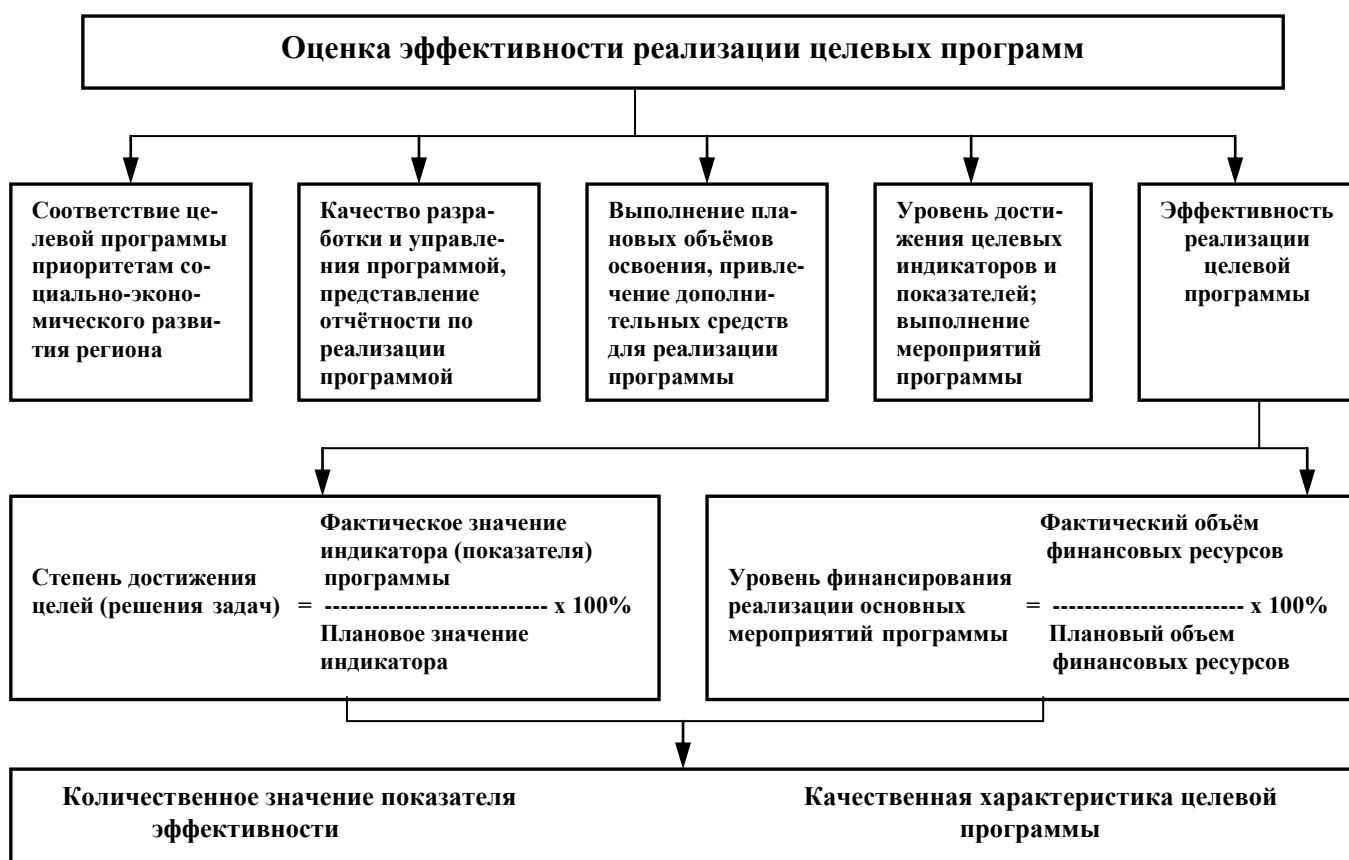 Оценка эффективности реализации целевых программ
Соответствие це-
левой программы
приоритетам со-
циально-эконо-
мического разви-
тия региона
Качество разра-
ботки и управле-
ния программой,
представление
отчётности по
реализации
программой
Выполнение пла-
новых объёмов
освоения, привле-
чение дополни-
тельных средств
для реализации
программы
Уровень дости-
жения целевых
индикаторов и
показателей;
выполнение
мероприятий
программы
Эффективность
реализации
целевой
программы
Фактическое значение
индикатора (показателя)
программы
Степень достижения
целей (решения задач) = ---------------------------- x 100%
Плановое значение
индикатора
Фактический объём
финансовых ресурсов
Уровень финансирования
реализации основных = ------------------------ x 100%
мероприятий программы
Плановый объем
финансовых ресурсов
Количественное значение показателя
эффективности
Качественная характеристика целевой
программы